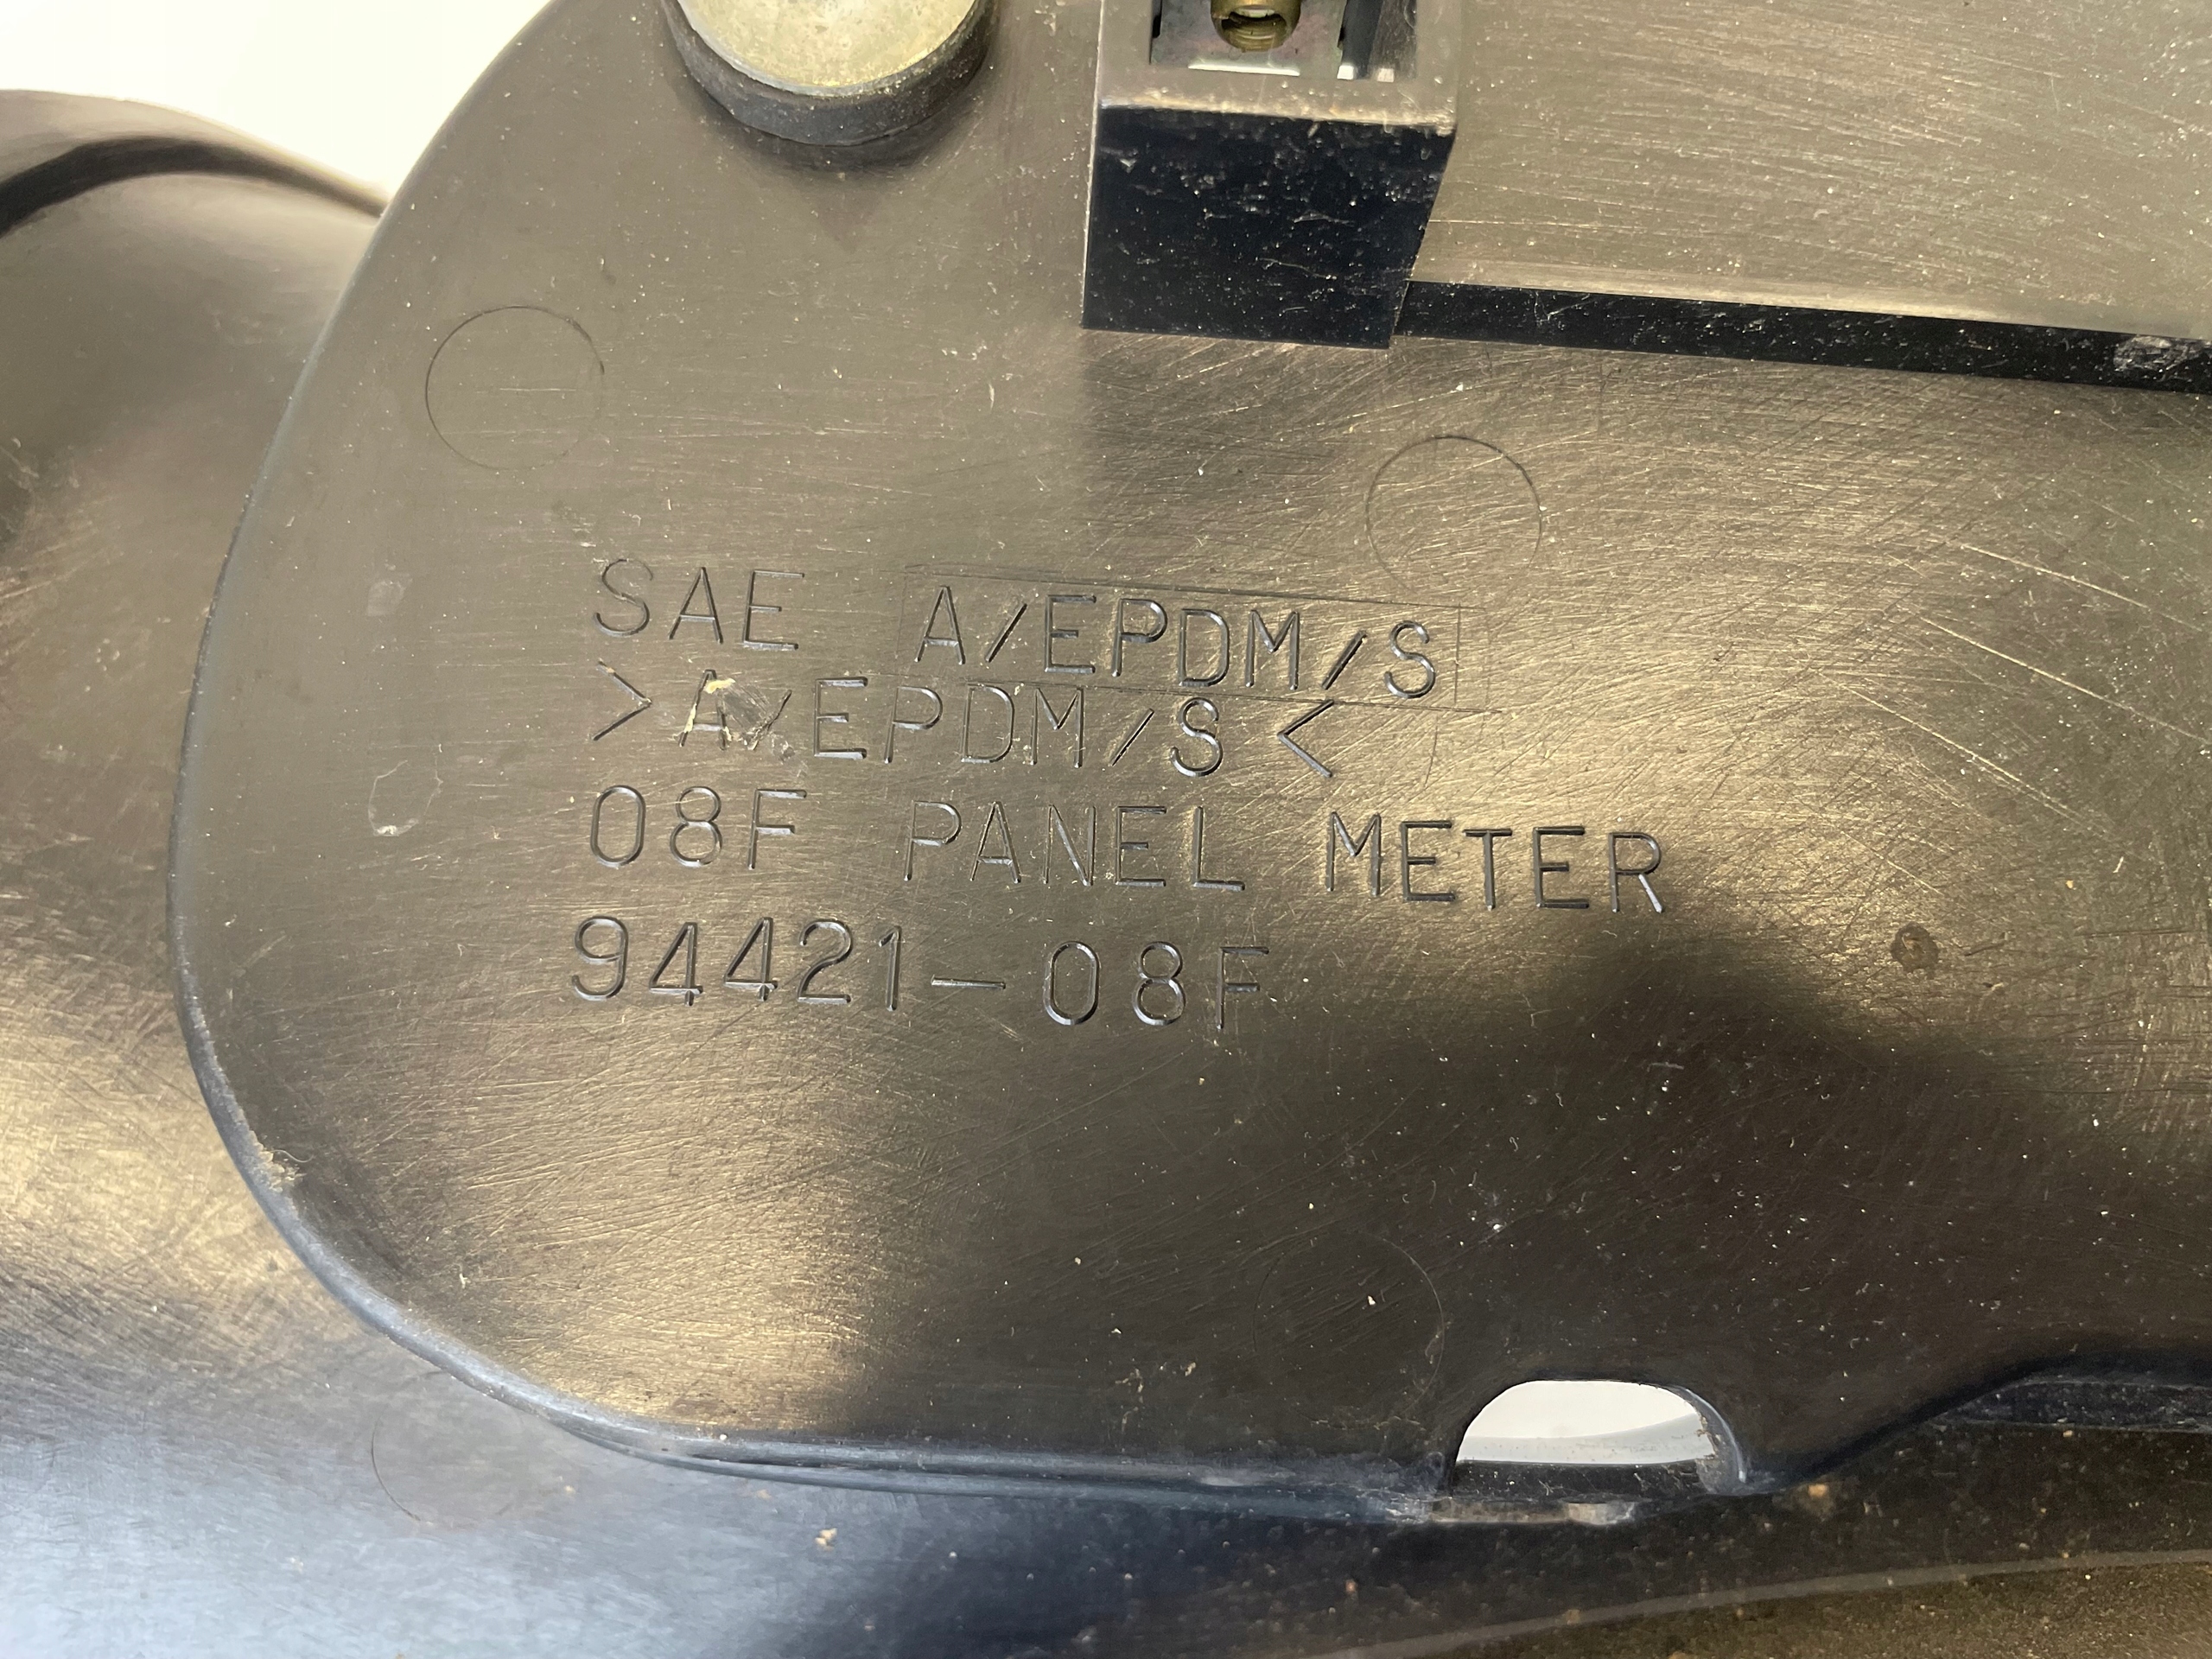 SAE A/EPDM/S
>A/EPDM/S<
08F PANEL METER
94421-08F